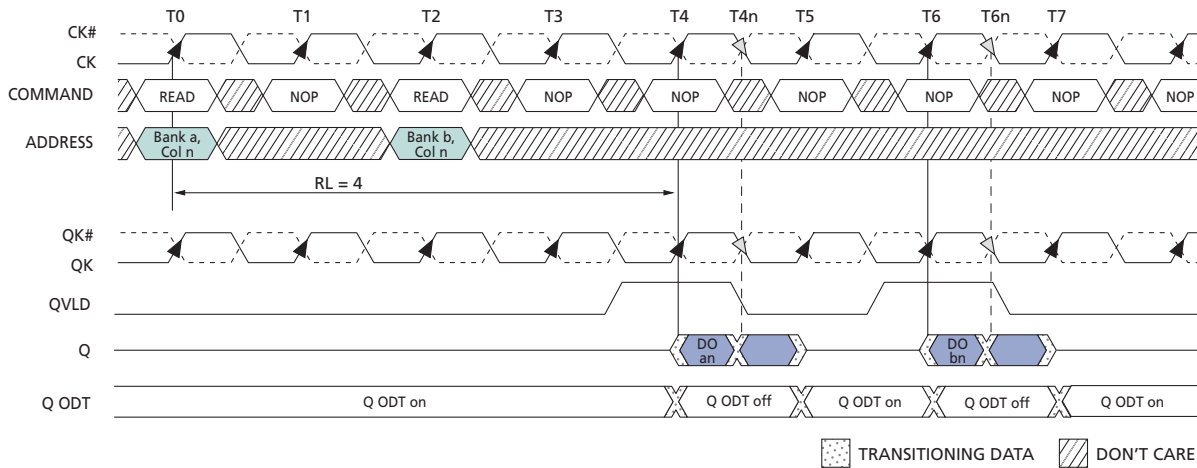 T0 T1 T2 T3 T4 T4n T5 T6 T6n T7
CK#
CK
COMMAND READ NOP READ NOP NOP NOP NOP NOP NOP
ADDRESS Bank a, Col n Bank b, Col n
RL = 4
QK#
QK
QVLD
Q DO an DO bn
Q ODT Q ODT on Q ODT off Q ODT on Q ODT off Q ODT on
TRANSITIONING DATA DON'T CARE